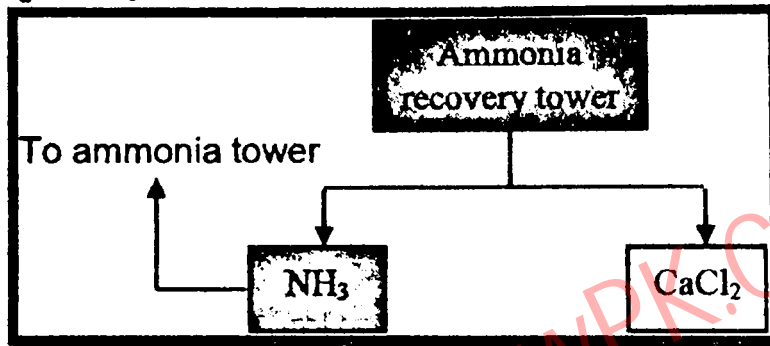 Ammonia
recovery tower
To ammonia tower
NH₃
CaCl₂